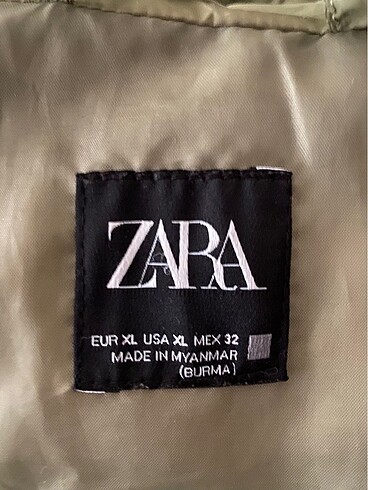 ZARA
EUR XL USA XL MEX 32
MADE IN MYANMAR
(BURMA)